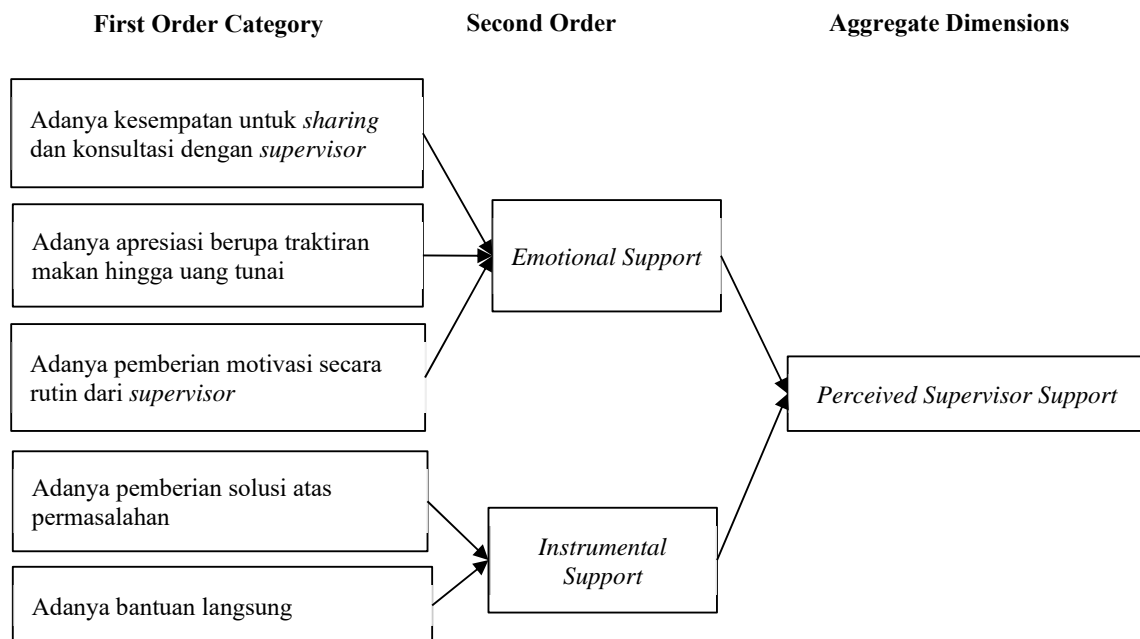 First Order Category
Second Order
Aggregate Dimensions
Adanya kesempatan untuk sharing
dan konsultasi dengan supervisor
Adanya apresiasi berupa traktiran
makan hingga uang tunai
Emotional Support
Adanya pemberian motivasi secara
rutin dari supervisor
Perceived Supervisor Support
Adanya pemberian solusi atas
permasalahan
Instrumental
Support
Adanya bantuan langsung